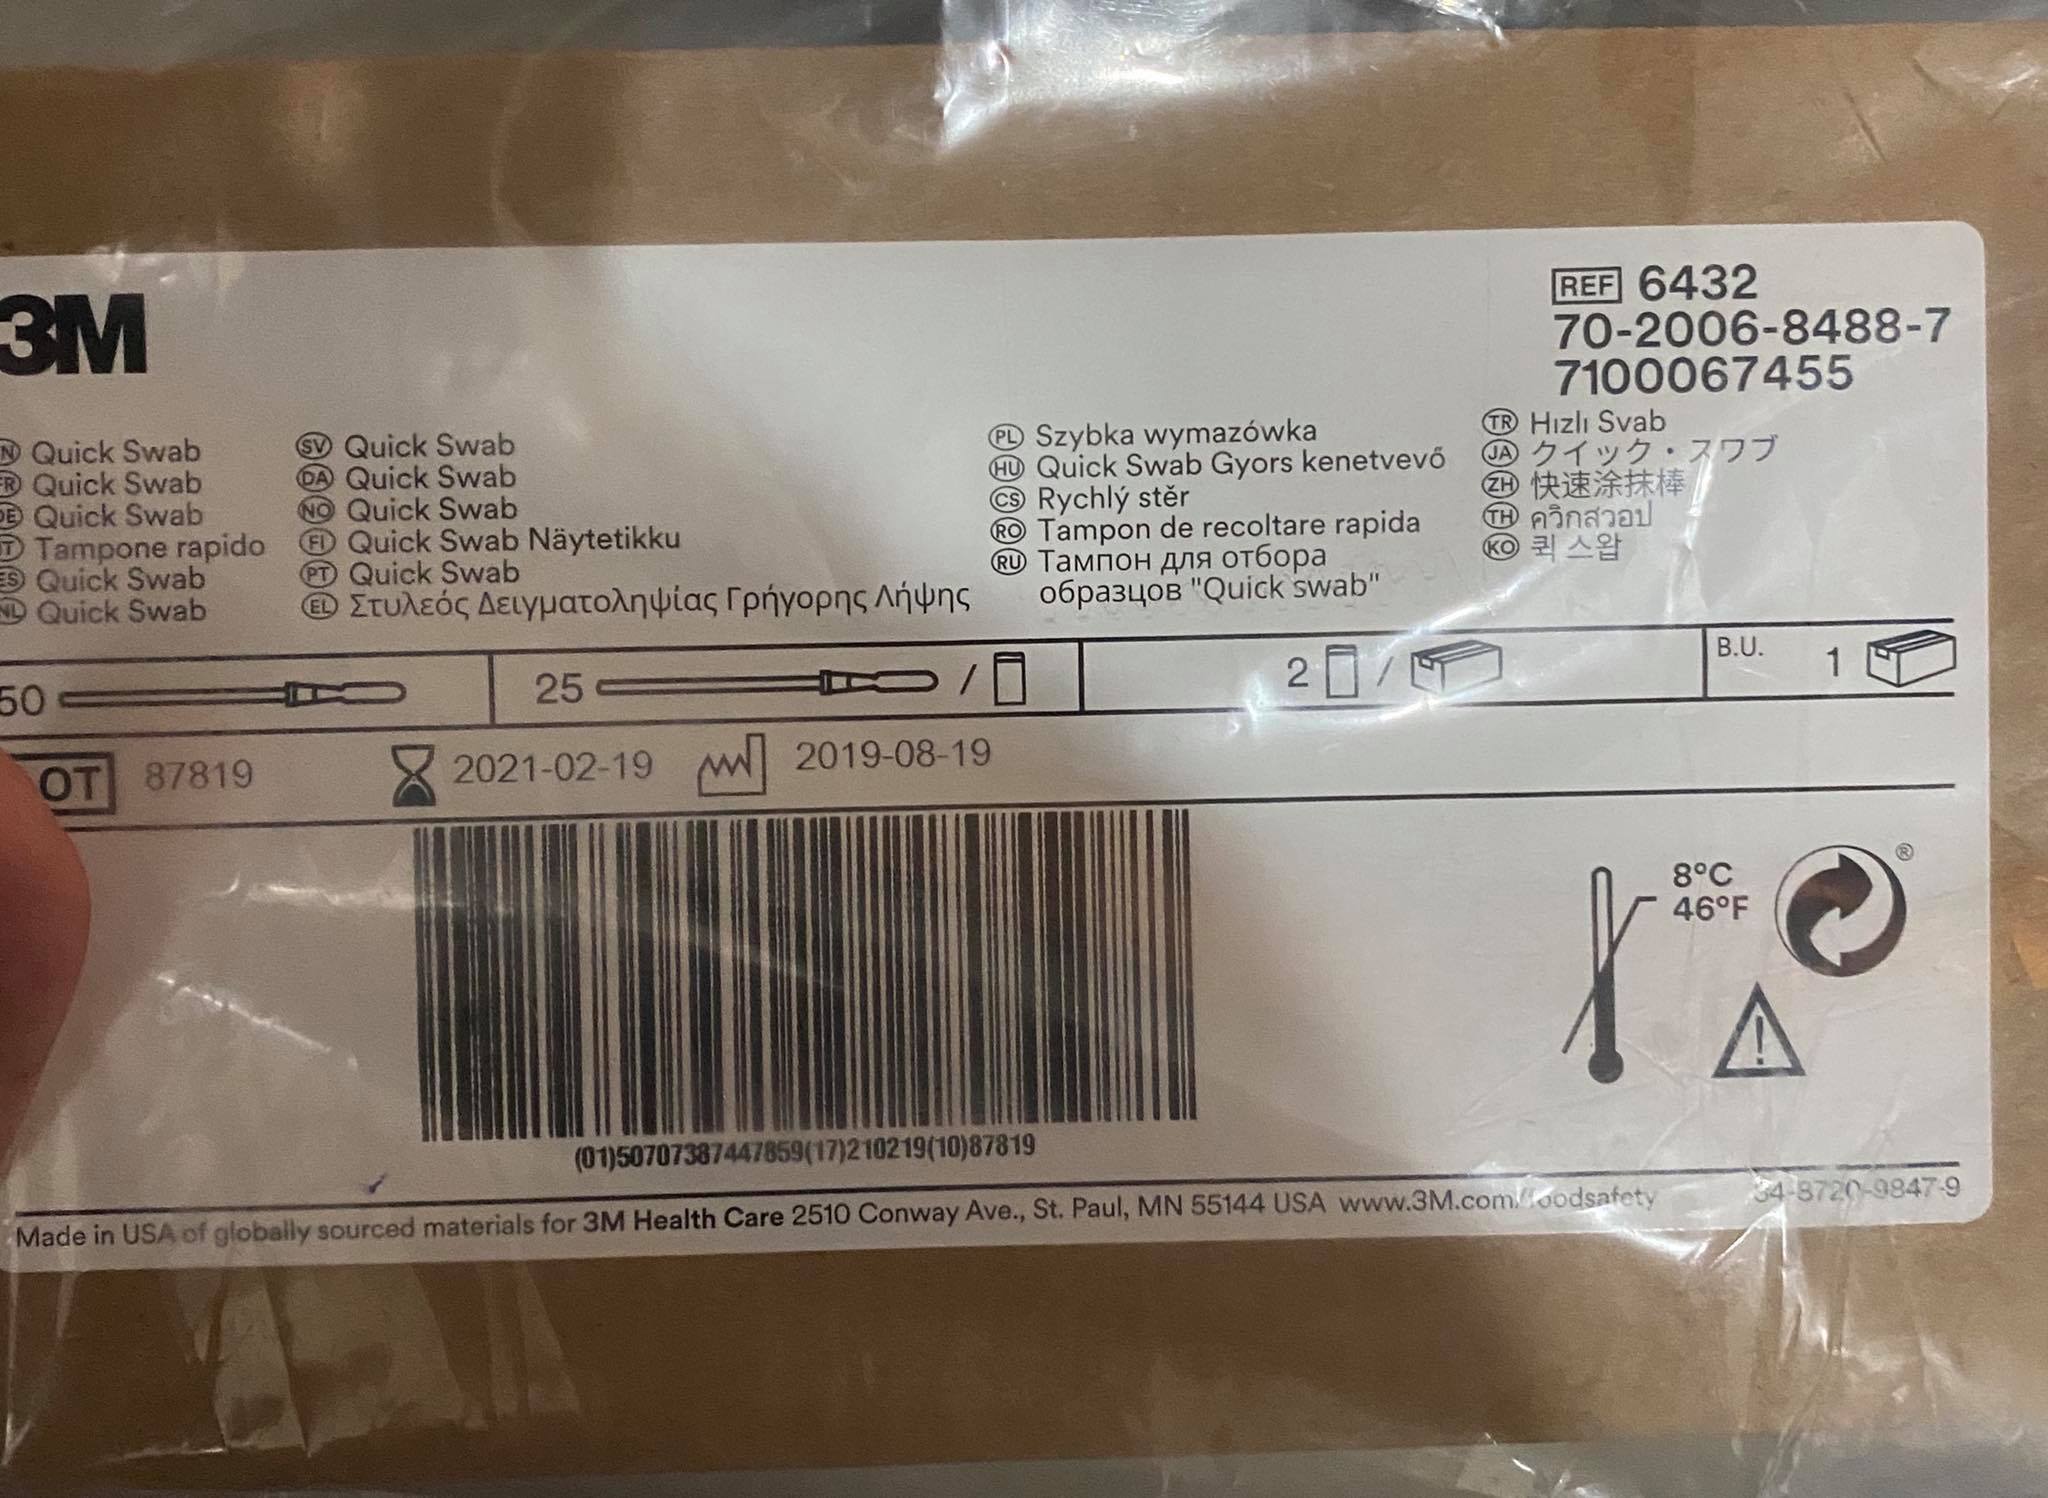 3M
REF 6432
70-2006-8488-7
7100067455
Quick Swab
Quick Swab
Quick Swab
Tampone rapido
ES Quick Swab
NL Quick Swab
SV Quick Swab
DA Quick Swab
NO Quick Swab
FI Quick Swab Näytetikku
PT Quick Swab
EL Στυλεός Δειγματοληψίας Γρήγορης Λήψης
PL Szybka wymazówka
HU Quick Swab Gyors kenetvevő
CS Rychlý stěr
RO Tampon de recoltare rapida
RU Тампон для отбора
образцов "Quick swab"
TR Hızlı Svab
JA クイック・スワブ
ZH 快速涂抹棒
TH ควิกสวอป
KO 퀵 스왑
50
25 /
2 /
B.U. 1
OT 87819 2021-02-19 2019-08-19
(01)50707387447859(17)210219(10)87819
8°C
46°F
®
Made in USA of globally sourced materials for 3M Health Care 2510 Conway Ave., St. Paul, MN 55144 USA www.3M.com/foodsafety
34-8720-9847-9